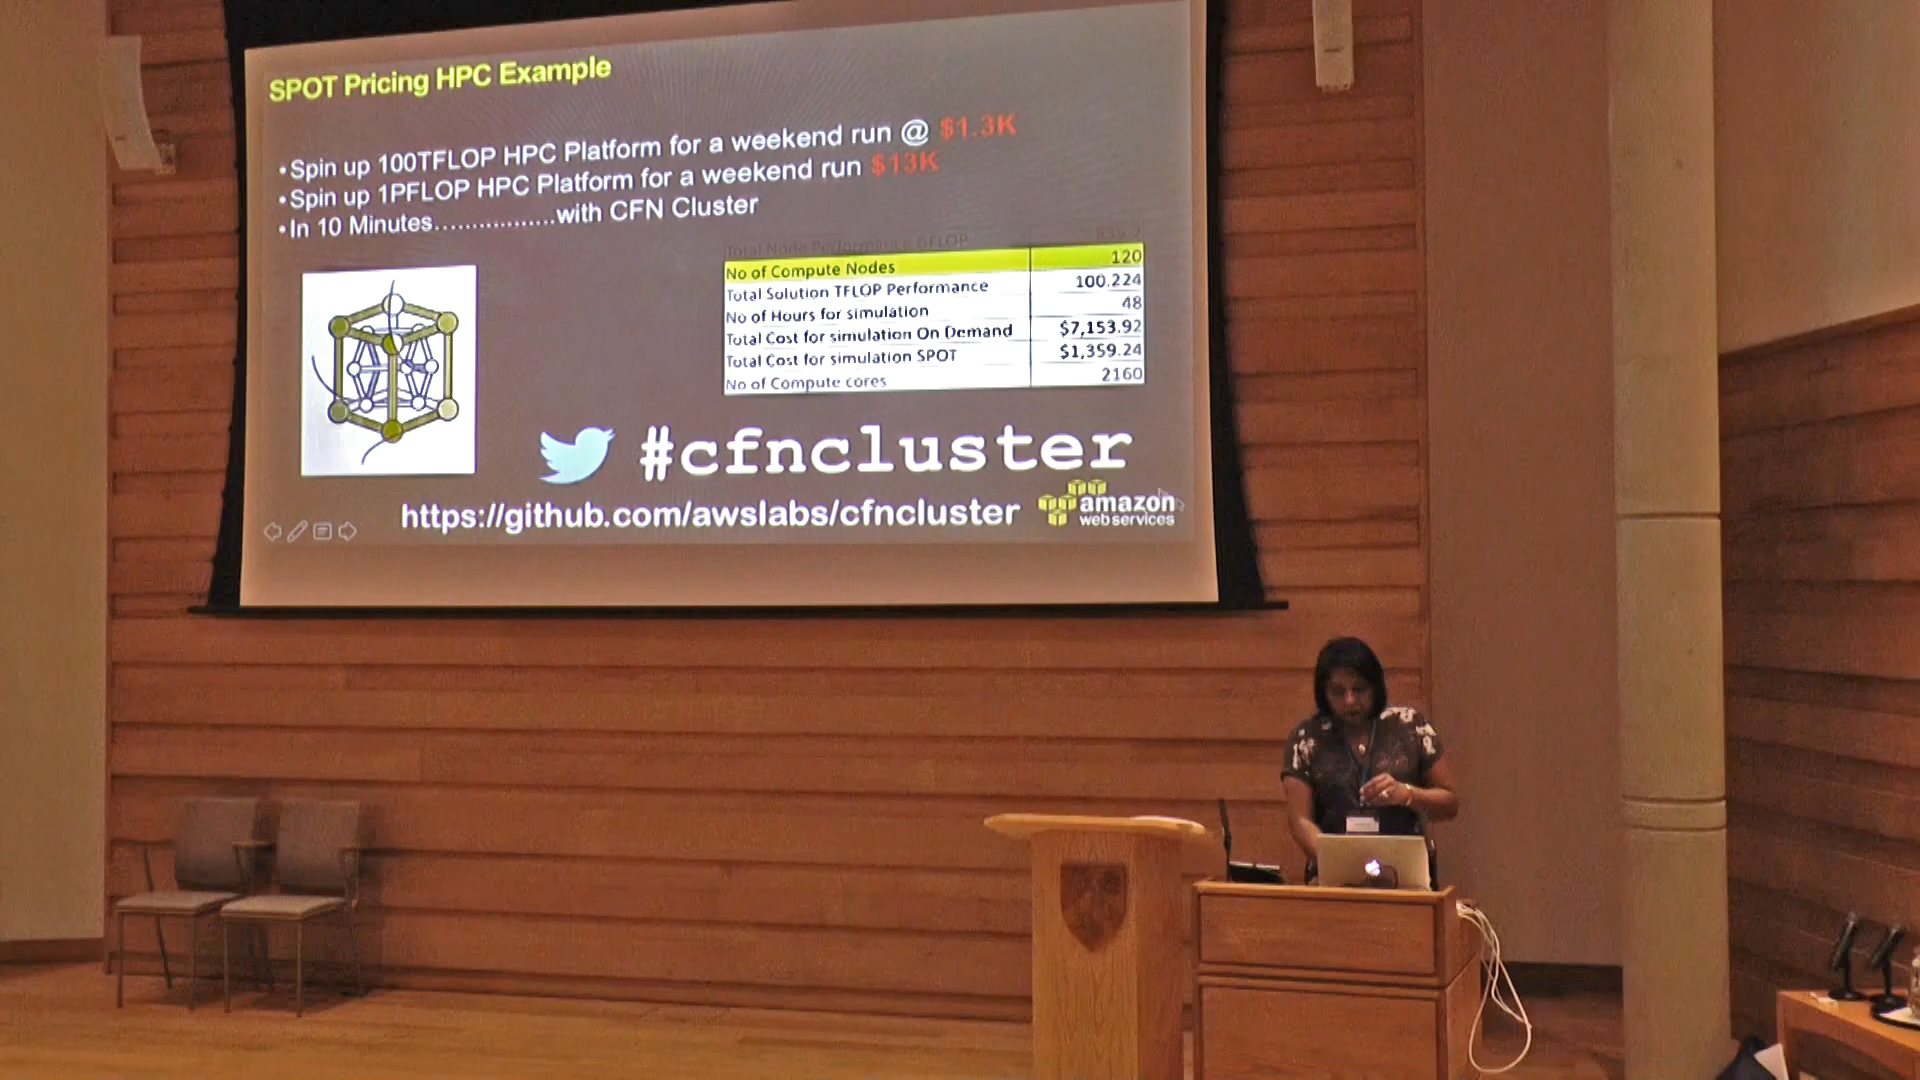 SPOT Pricing HPC Example
•Spin up 100TFLOP HPC Platform for a weekend run @ $1.3K
•Spin up 1PFLOP HPC Platform for a weekend run $13K
•In 10 Minutes.................with CFN Cluster
Total Node Performance GFLOP
No of Compute Nodes 120
Total Solution TFLOP Performance 100.224
No of Hours for simulation 48
Total Cost for simulation On Demand $7,153.92
Total Cost for simulation SPOT $1,359.24
No of Compute cores 2160
#cfncluster
https://github.com/awslabs/cfncluster
amazon
webservices